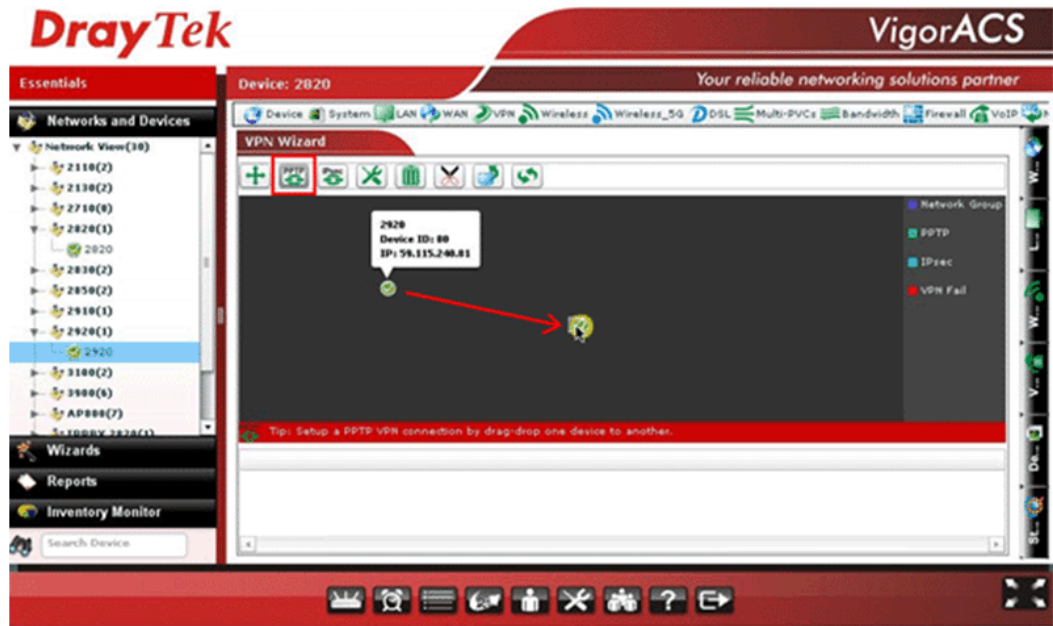 DrayTek
VigorACS
Essentials
Device: 2820
Your reliable networking solutions partner
Networks and Devices
Device System LAN WAN VPN Wireless Wireless_5G DSL Multi-PVCs Bandwidth Firewall VoIP
VPN Wizard
Network View(30)
2110(2)
2130(2)
2710(0)
2820(1)
2820
2830(2)
2850(2)
2910(1)
2920(1)
2920
3100(2)
3900(6)
AP800(7)
PPTP
IPsec
2920
Device ID: 80
IP: 59.115.240.81
Network Group
PPTP
IPsec
VPN Fail
Tip: Setup a PPTP VPN connection by drag-drop one device to another.
W...
L...
W...
V...
De...
St...
Wizards
Reports
Inventory Monitor
Search Device
?